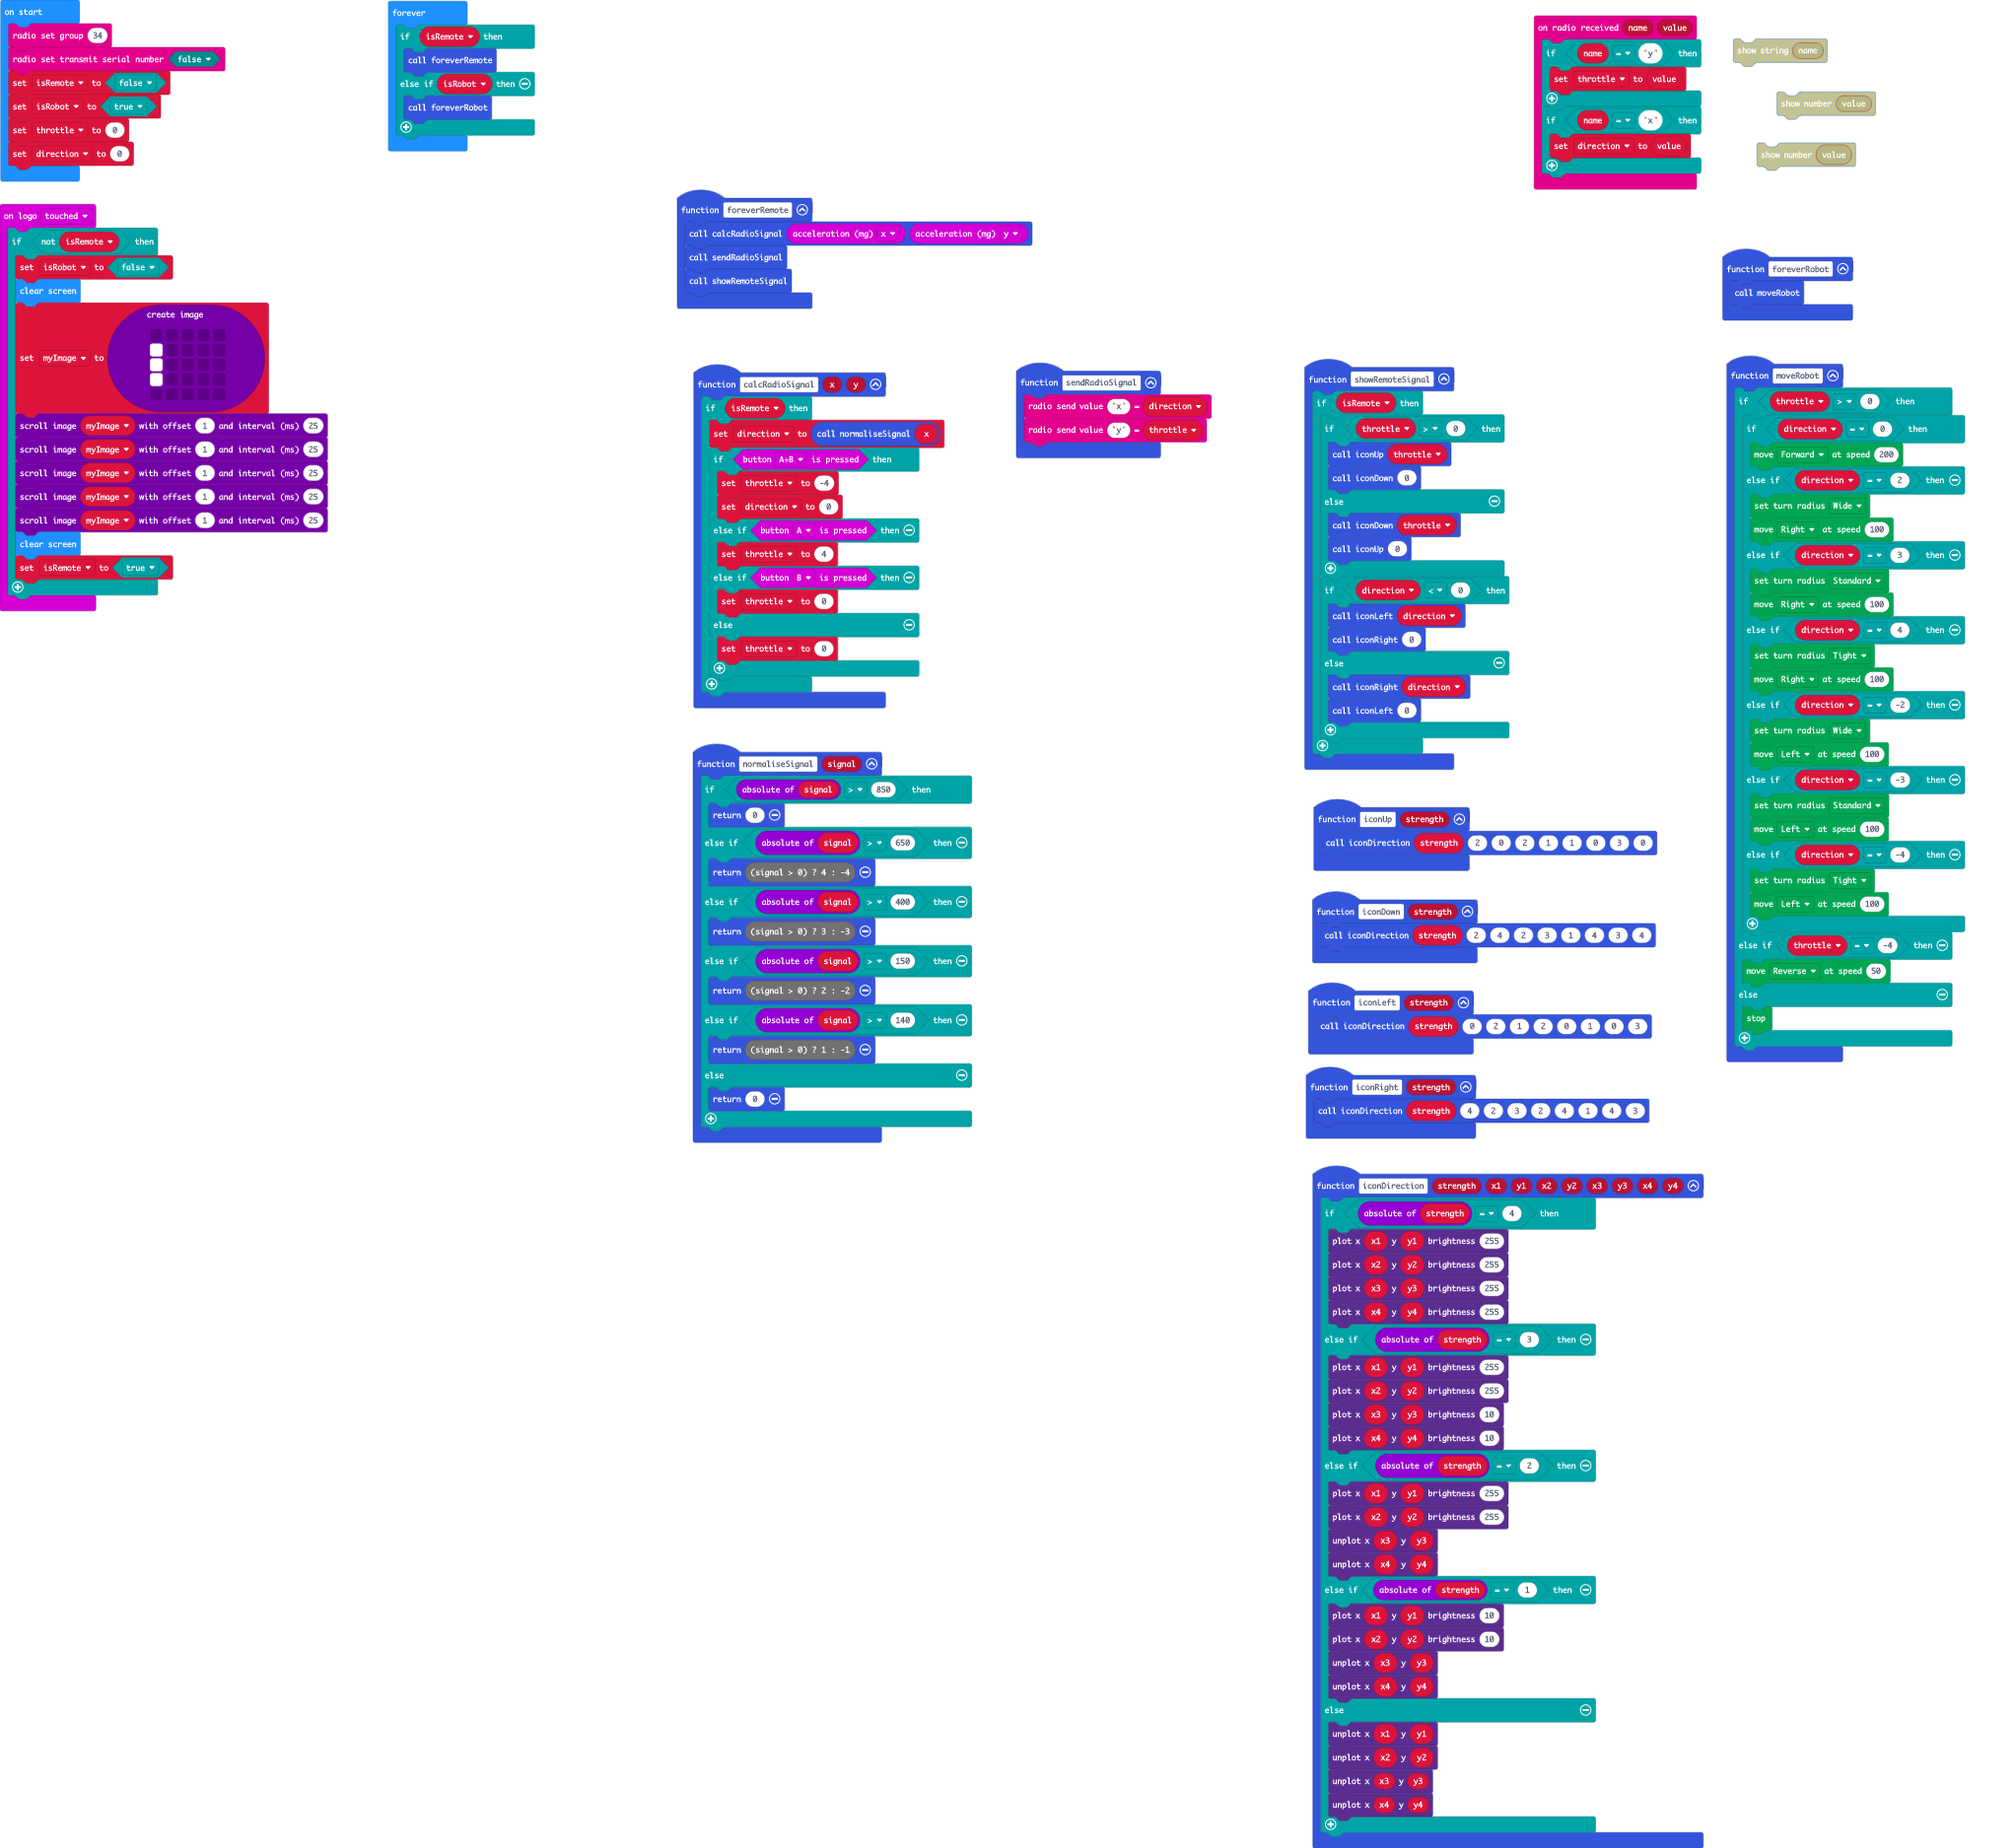 on start
radio set group 34
radio set transmit serial number false
set isRemote to false
set isRobot to true
set throttle to 0
set direction to 0
on logo touched
if not isRemote then
set isRobot to false
clear screen
create image
set myImage to
scroll image myImage with offset 1 and interval (ms) 25
scroll image myImage with offset 1 and interval (ms) 25
scroll image myImage with offset 1 and interval (ms) 25
scroll image myImage with offset 1 and interval (ms) 25
scroll image myImage with offset 1 and interval (ms) 25
clear screen
set isRemote to true
forever
if isRemote then
call foreverRemote
else if isRobot then
call foreverRobot
function foreverRemote
call calcRadioSignal acceleration (mg) x acceleration (mg) y
call sendRadioSignal
call showRemoteSignal
function calcRadioSignal x y
if isRemote then
set direction to call normaliseSignal x
if button A+B is pressed then
set throttle to -4
set direction to 0
else if button A is pressed then
set throttle to 4
else if button B is pressed then
set throttle to 0
else
set throttle to 0
function normaliseSignal signal
if absolute of signal > 850 then
return 0
else if absolute of signal > 650 then
return (signal > 0) ? 4 : -4
else if absolute of signal > 400 then
return (signal > 0) ? 3 : -3
else if absolute of signal > 150 then
return (signal > 0) ? 2 : -2
else if absolute of signal > 140 then
return (signal > 0) ? 1 : -1
else
return 0
function sendRadioSignal
radio send value "x" = direction
radio send value "y" = throttle
function showRemoteSignal
if isRemote then
if throttle > 0 then
call iconUp throttle
call iconDown 0
else
call iconDown throttle
call iconUp 0
if direction < 0 then
call iconLeft direction
call iconRight 0
else
call iconRight direction
call iconLeft 0
function iconUp strength
call iconDirection strength 2 0 2 1 1 0 3 0
function iconDown strength
call iconDirection strength 2 4 2 3 1 4 3 4
function iconLeft strength
call iconDirection strength 0 2 1 2 0 1 0 3
function iconRight strength
call iconDirection strength 4 2 3 2 4 1 4 3
function iconDirection strength x1 y1 x2 y2 x3 y3 x4 y4
if absolute of strength = 4 then
plot x x1 y y1 brightness 255
plot x x2 y y2 brightness 255
plot x x3 y y3 brightness 255
plot x x4 y y4 brightness 255
else if absolute of strength = 3 then
plot x x1 y y1 brightness 255
plot x x2 y y2 brightness 255
plot x x3 y y3 brightness 10
plot x x4 y y4 brightness 10
else if absolute of strength = 2 then
plot x x1 y y1 brightness 255
plot x x2 y y2 brightness 255
unplot x x3 y y3
unplot x x4 y y4
else if absolute of strength = 1 then
plot x x1 y y1 brightness 10
plot x x2 y y2 brightness 10
unplot x x3 y y3
unplot x x4 y y4
else
unplot x x1 y y1
unplot x x2 y y2
unplot x x3 y y3
unplot x x4 y y4
on radio received name value
if name = "y" then
set throttle to value
if name = "x" then
set direction to value
show string name
show number value
show number value
function foreverRobot
call moveRobot
function moveRobot
if throttle > 0 then
if direction = 0 then
move Forward at speed 200
else if direction = 2 then
set turn radius Wide
move Right at speed 100
else if direction = 3 then
set turn radius Standard
move Right at speed 100
else if direction = 4 then
set turn radius Tight
move Right at speed 100
else if direction = -2 then
set turn radius Wide
move Left at speed 100
else if direction = -3 then
set turn radius Standard
move Left at speed 100
else if direction = -4 then
set turn radius Tight
move Left at speed 100
else if throttle = -4 then
move Reverse at speed 50
else
stop